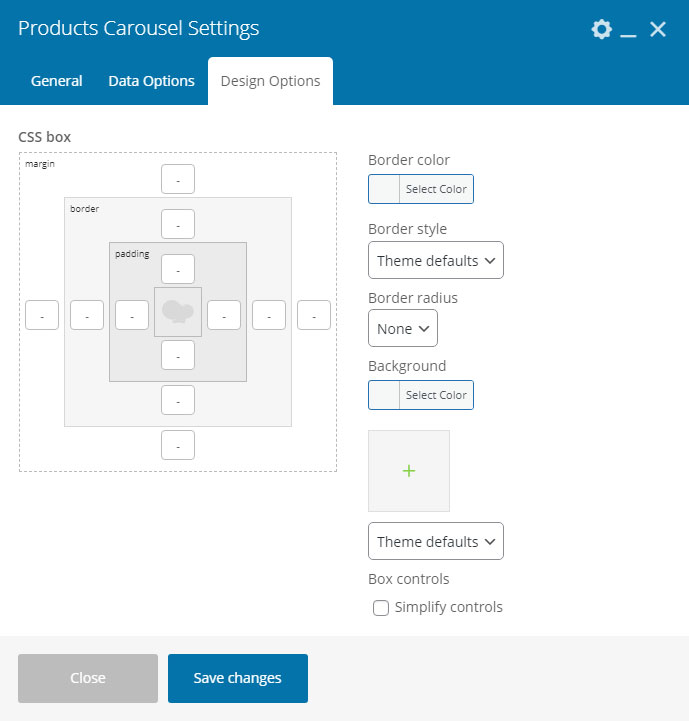 Products Carousel Settings
General
Data Options
Design Options
CSS box
margin
-
border
-
padding
-
-
-
-
-
-
-
-
-
-
Border color
Select Color
Border style
Theme defaults
Border radius
None
Background
Select Color
+
Theme defaults
Box controls
Simplify controls
Close
Save changes